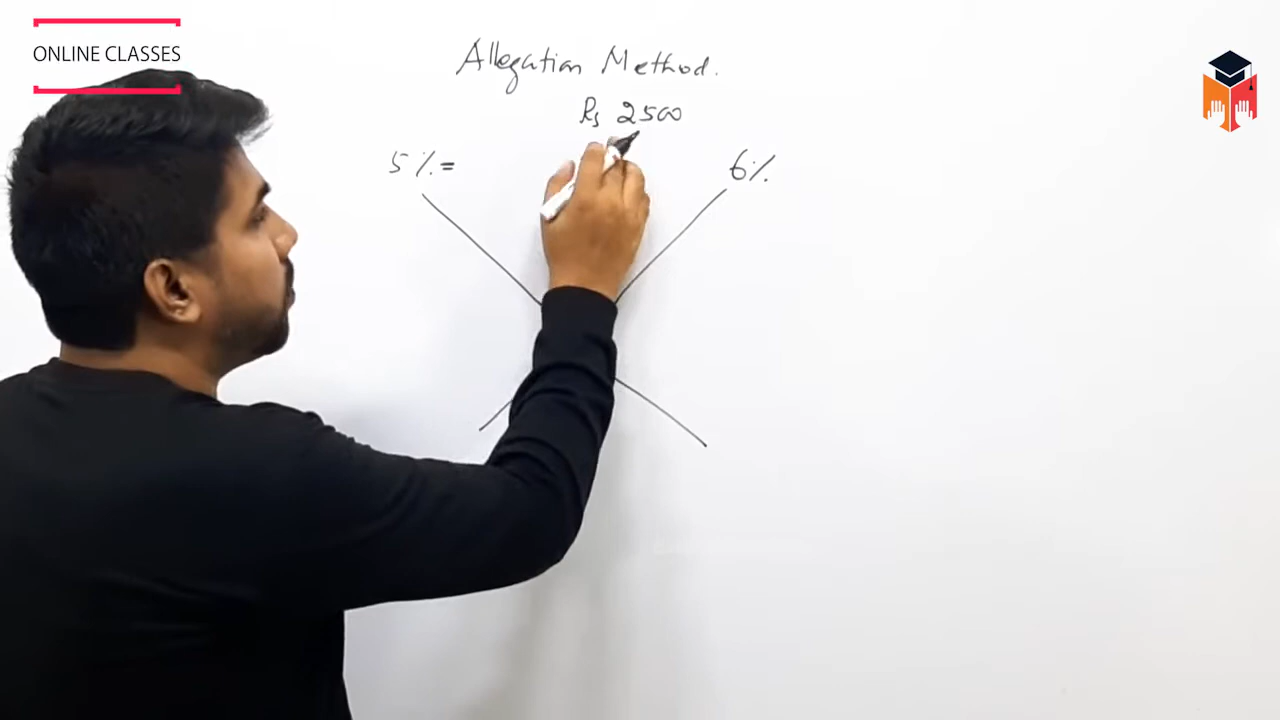 ONLINE CLASSES
Allegation Method.
Rs 2500
5%= 6%